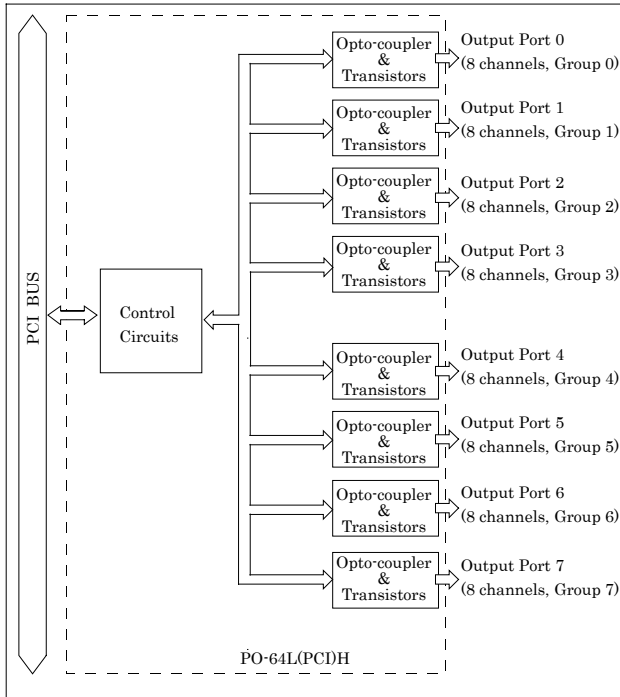 Opto-coupler
&
Transistors
Output Port 0
(8 channels, Group 0)
Opto-coupler
&
Transistors
Output Port 1
(8 channels, Group 1)
Opto-coupler
&
Transistors
Output Port 2
(8 channels, Group 2)
Opto-coupler
&
Transistors
Output Port 3
(8 channels, Group 3)
PCI BUS
Control
Circuits
Opto-coupler
&
Transistors
Output Port 4
(8 channels, Group 4)
Opto-coupler
&
Transistors
Output Port 5
(8 channels, Group 5)
Opto-coupler
&
Transistors
Output Port 6
(8 channels, Group 6)
Opto-coupler
&
Transistors
Output Port 7
(8 channels, Group 7)
PO-64L(PCI)H